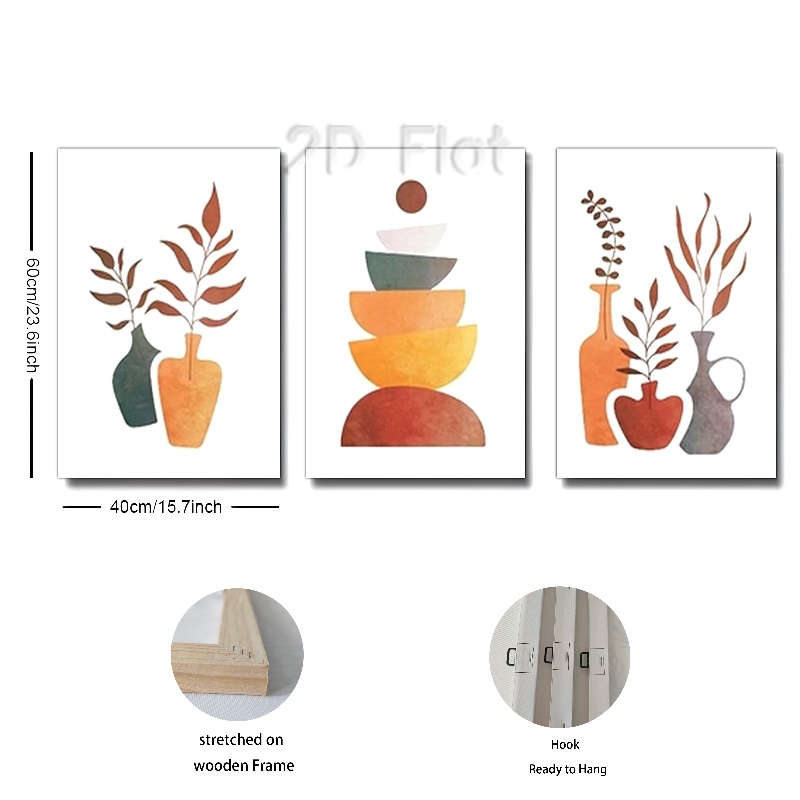 2D Flat
60cm/23.6inch
40cm/15.7inch
stretched on
wooden Frame
Hook
Ready to Hang